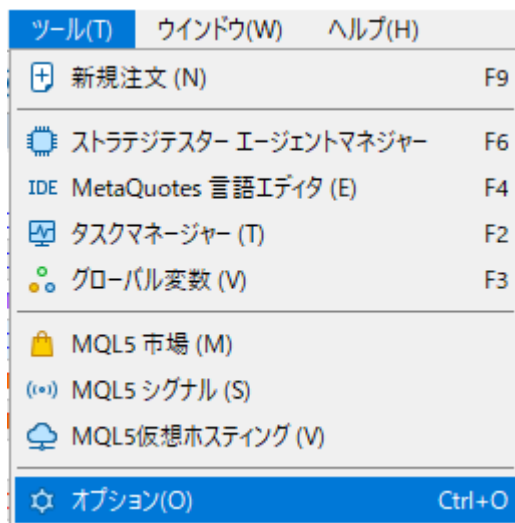 ツール(T) ウインドウ(W) ヘルプ(H)
新規注文 (N) F9
ストラテジテスター エージェントマネジャー F6
IDE MetaQuotes 言語エディタ (E) F4
タスクマネージャー (T) F2
グローバル変数 (V) F3
MQL5 市場 (M)
MQL5 シグナル (S)
MQL5仮想ホスティング (V)
オプション(O) Ctrl+O